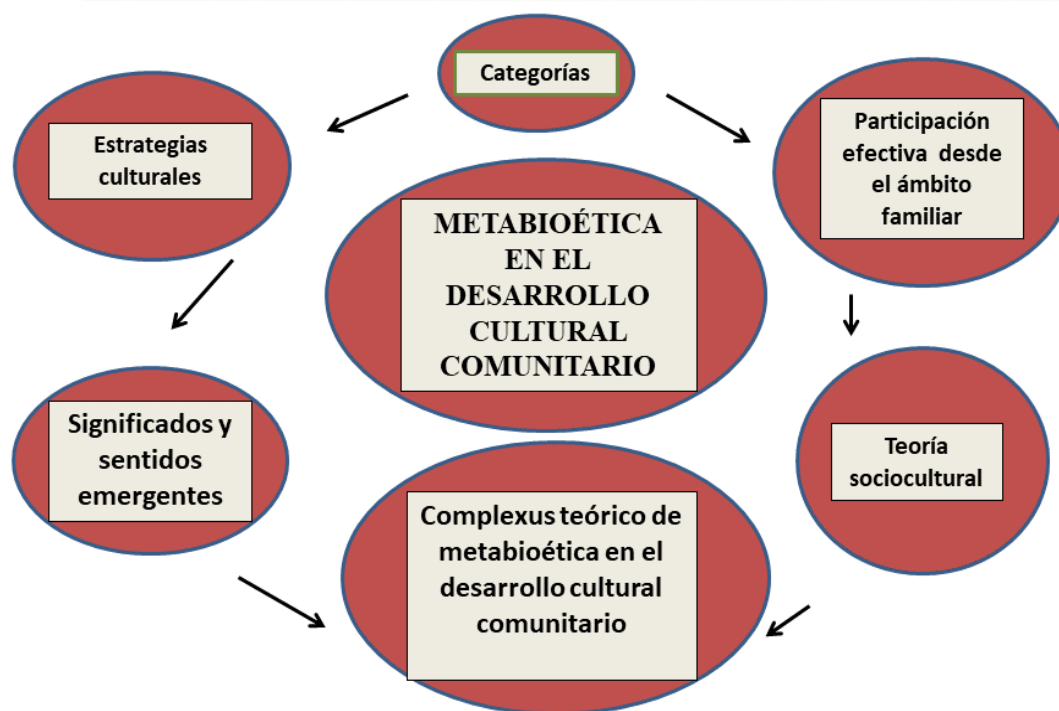 Categorías
Estrategias
culturales
Participación
efectiva desde
el ámbito
familiar
METABIOÉTICA
EN EL
DESARROLLO
CULTURAL
COMUNITARIO
Significados y
sentidos
emergentes
Teoría
sociocultural
Complexus teórico de
metabioética en el
desarrollo cultural
comunitario